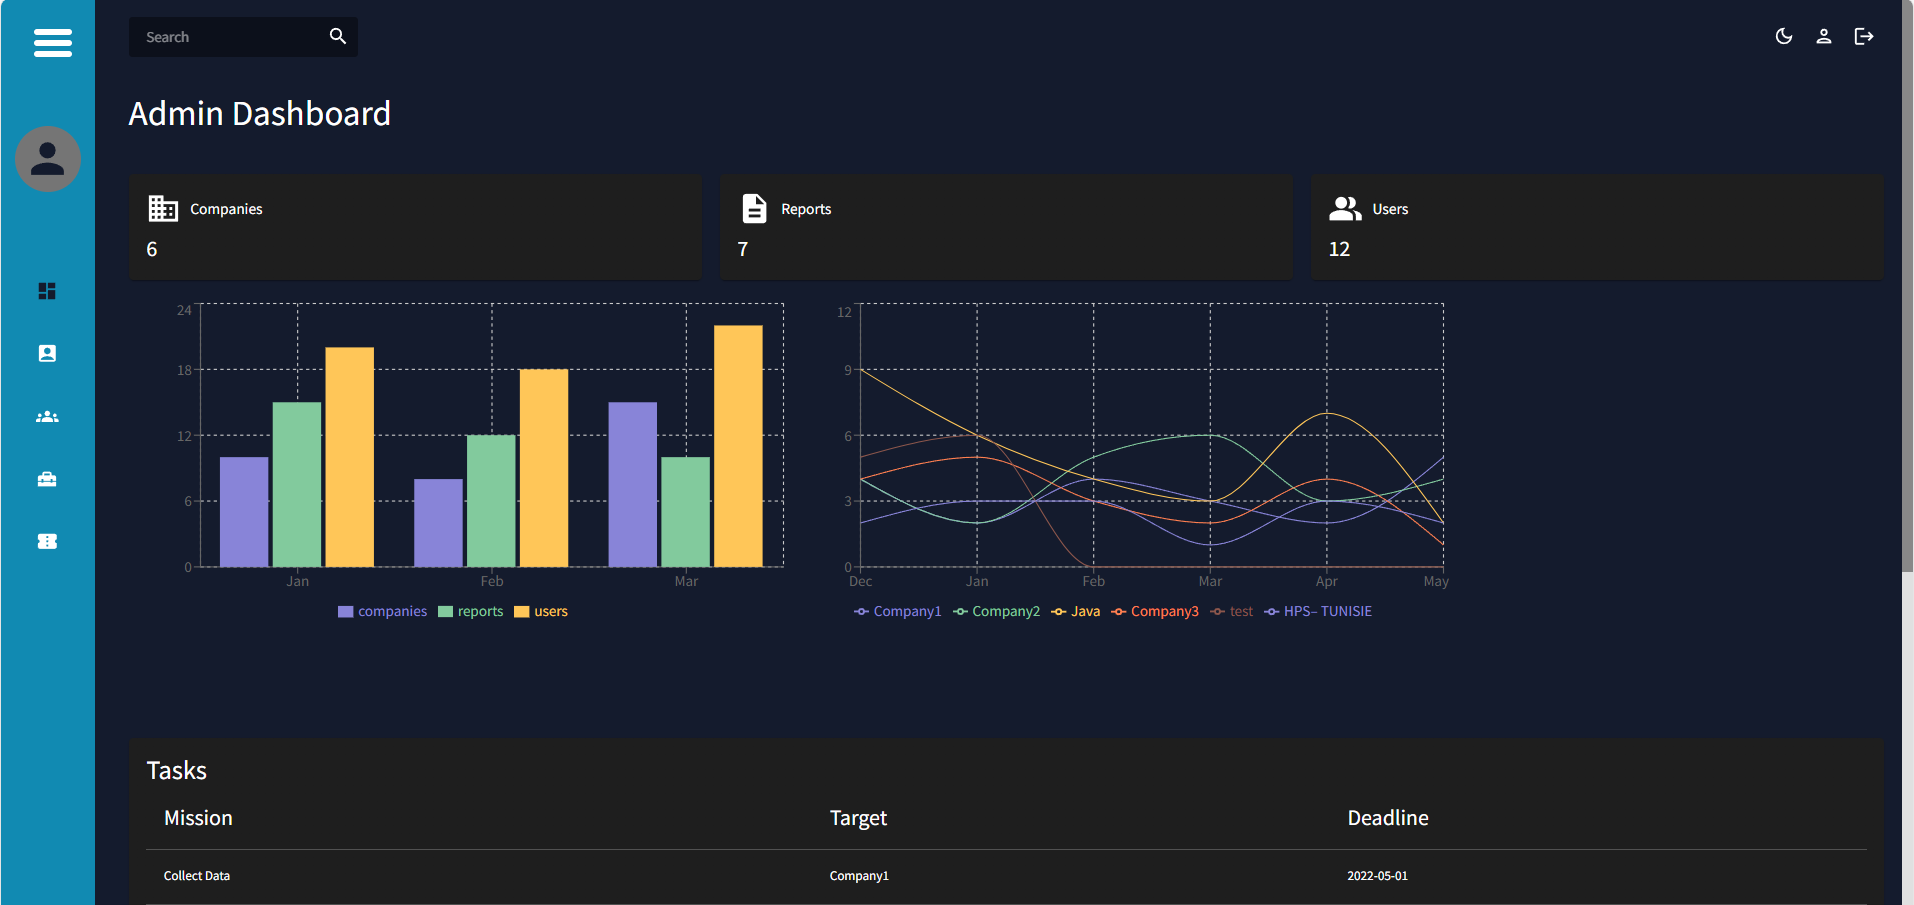 Search
Admin Dashboard
Companies
6
Reports
7
Users
12
24
18
12
6
0
Jan Feb Mar
companies reports users
12
9
6
3
0
Dec Jan Feb Mar Apr May
Company1 Company2 Java Company3 test HPS– TUNISIE
Tasks
Mission Target Deadline
Collect Data Company1 2022-05-01